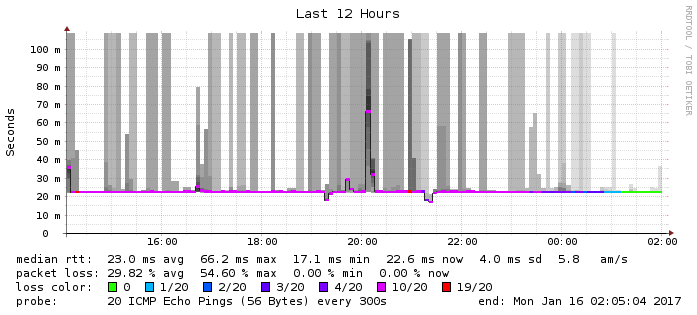 Last 12 Hours
RRDTOOL / TOBI OETIKER
Seconds
100 m
90 m
80 m
70 m
60 m
50 m
40 m
30 m
20 m
10 m
0
16:00 18:00 20:00 22:00 00:00 02:00
median rtt: 23.0 ms avg 66.2 ms max 17.1 ms min 22.6 ms now 4.0 ms sd 5.8 am/s
packet loss: 29.82 % avg 54.60 % max 0.00 % min 0.00 % now
loss color: 0 1/20 2/20 3/20 4/20 10/20 19/20
probe: 20 ICMP Echo Pings (56 Bytes) every 300s end: Mon Jan 16 02:05:04 2017